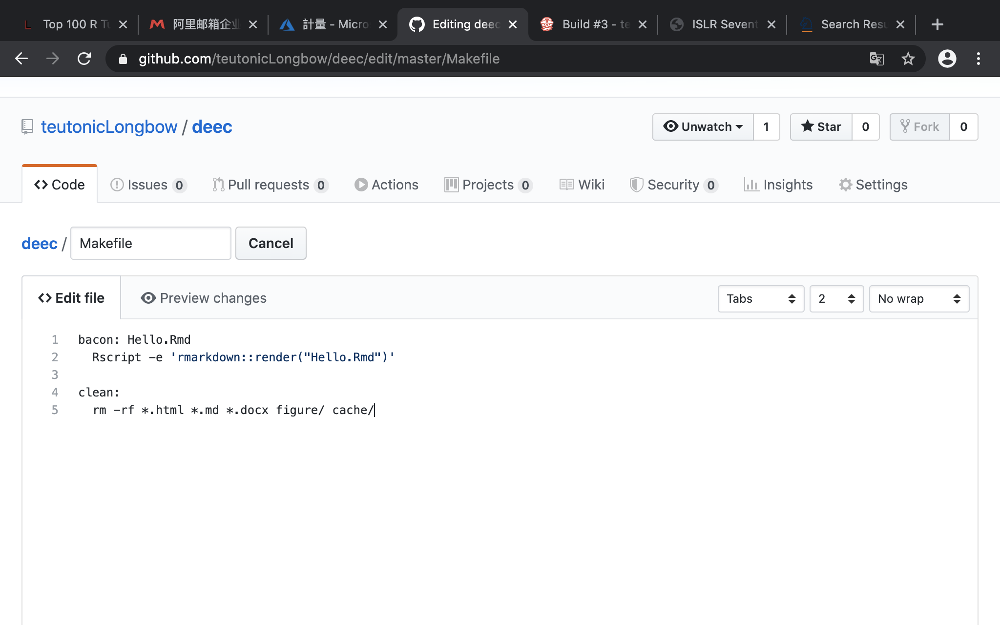 L Top 100 R Tu
阿里邮箱企业
計量 - Micro
Editing deec
Build #3 - te
ISLR Sevent
Search Resu
github.com/teutonicLongbow/deec/edit/master/Makefile
teutonicLongbow / deec
Unwatch 1
Star 0
Fork 0
Code
Issues 0
Pull requests 0
Actions
Projects 0
Wiki
Security 0
Insights
Settings
deec / Makefile Cancel
Edit file
Preview changes
Tabs
2
No wrap
1 bacon: Hello.Rmd
2 Rscript -e 'rmarkdown::render("Hello.Rmd")'
3
4 clean:
5 rm -rf *.html *.md *.docx figure/ cache/